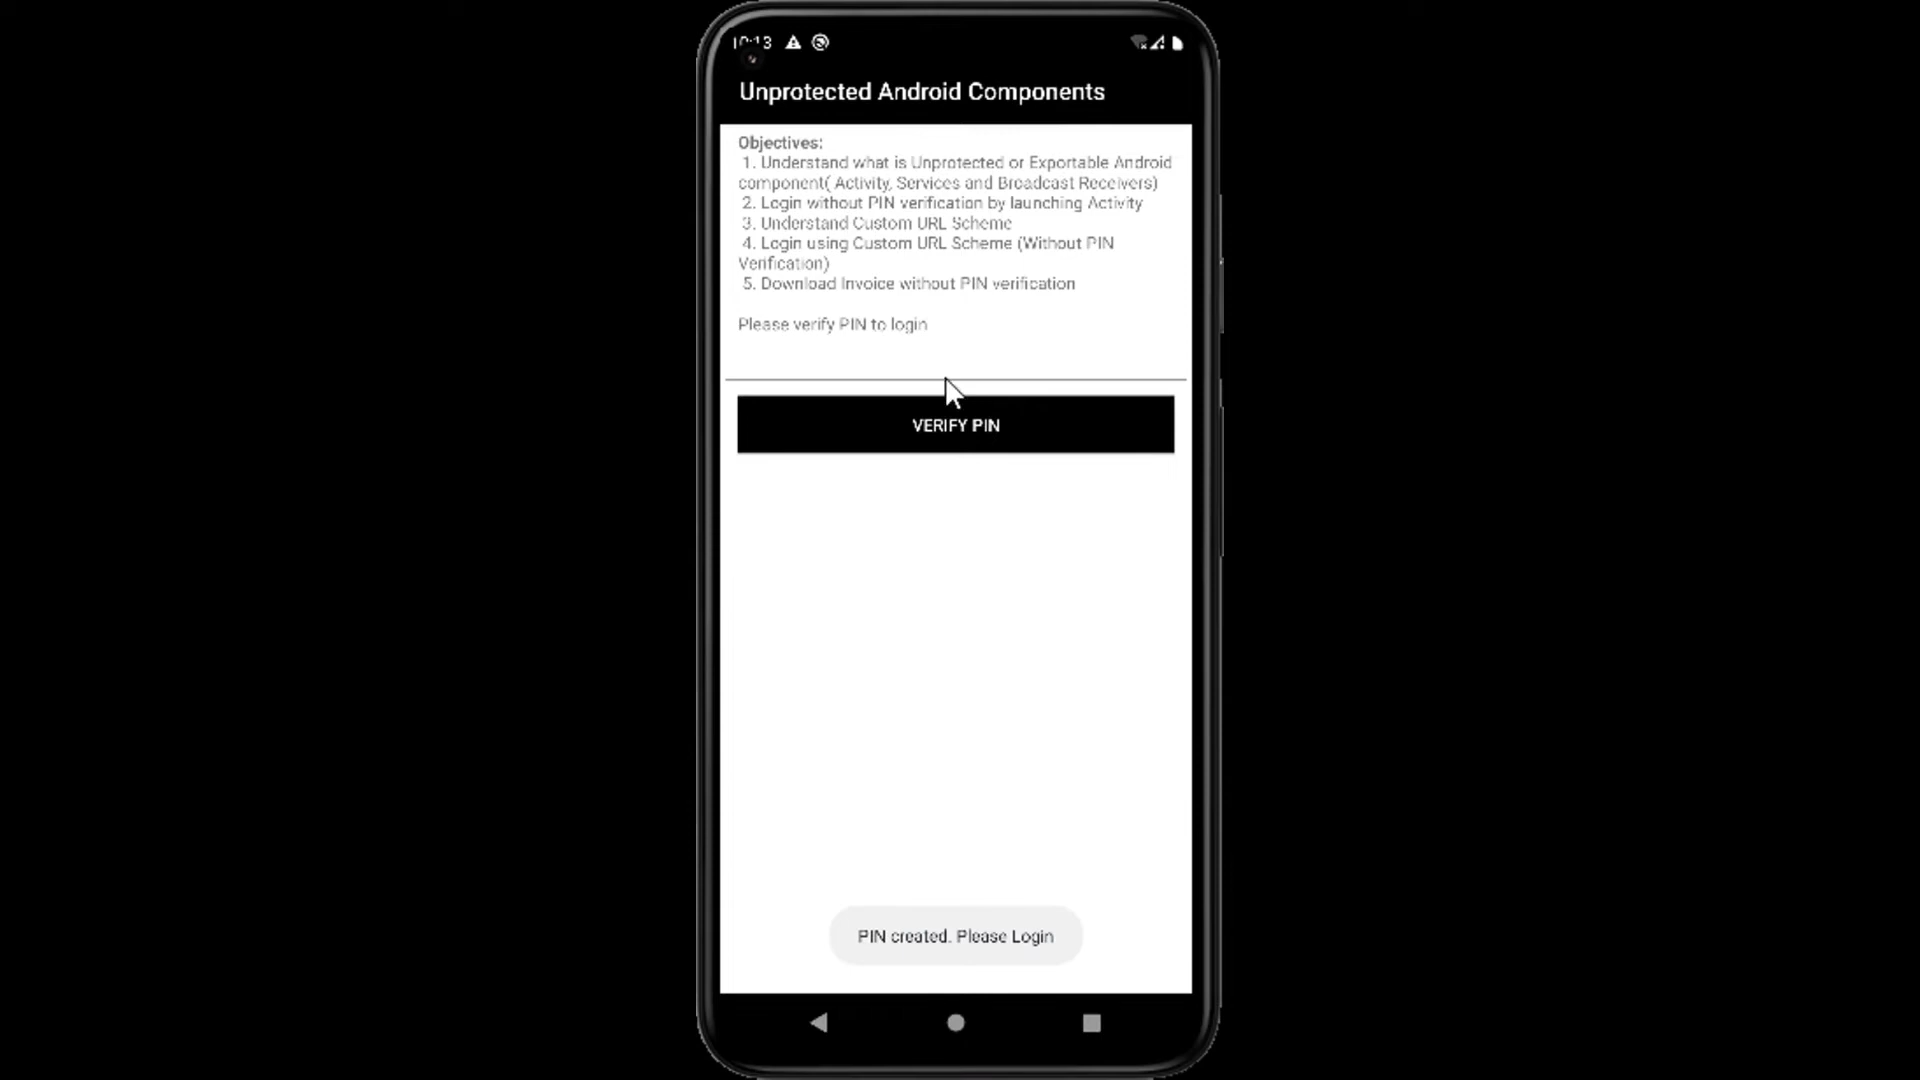 10:13
Unprotected Android Components
Objectives:
1. Understand what is Unprotected or Exportable Android
component( Activity, Services and Broadcast Receivers)
2. Login without PIN verification by launching Activity
3. Understand Custom URL Scheme
4. Login using Custom URL Scheme (Without PIN
Verification)
5. Download Invoice without PIN verification
Please verify PIN to login
VERIFY PIN
PIN created. Please Login